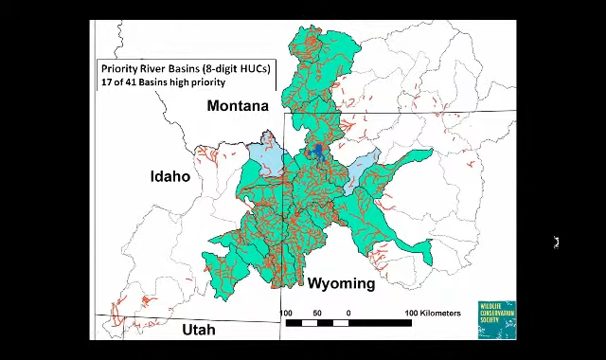 Priority River Basins (8-digit HUCs)
17 of 41 Basins high priority
Montana
Idaho
Wyoming
100 50 0 100 Kilometers
Utah
WILDLIFE
CONSERVATION
SOCIETY